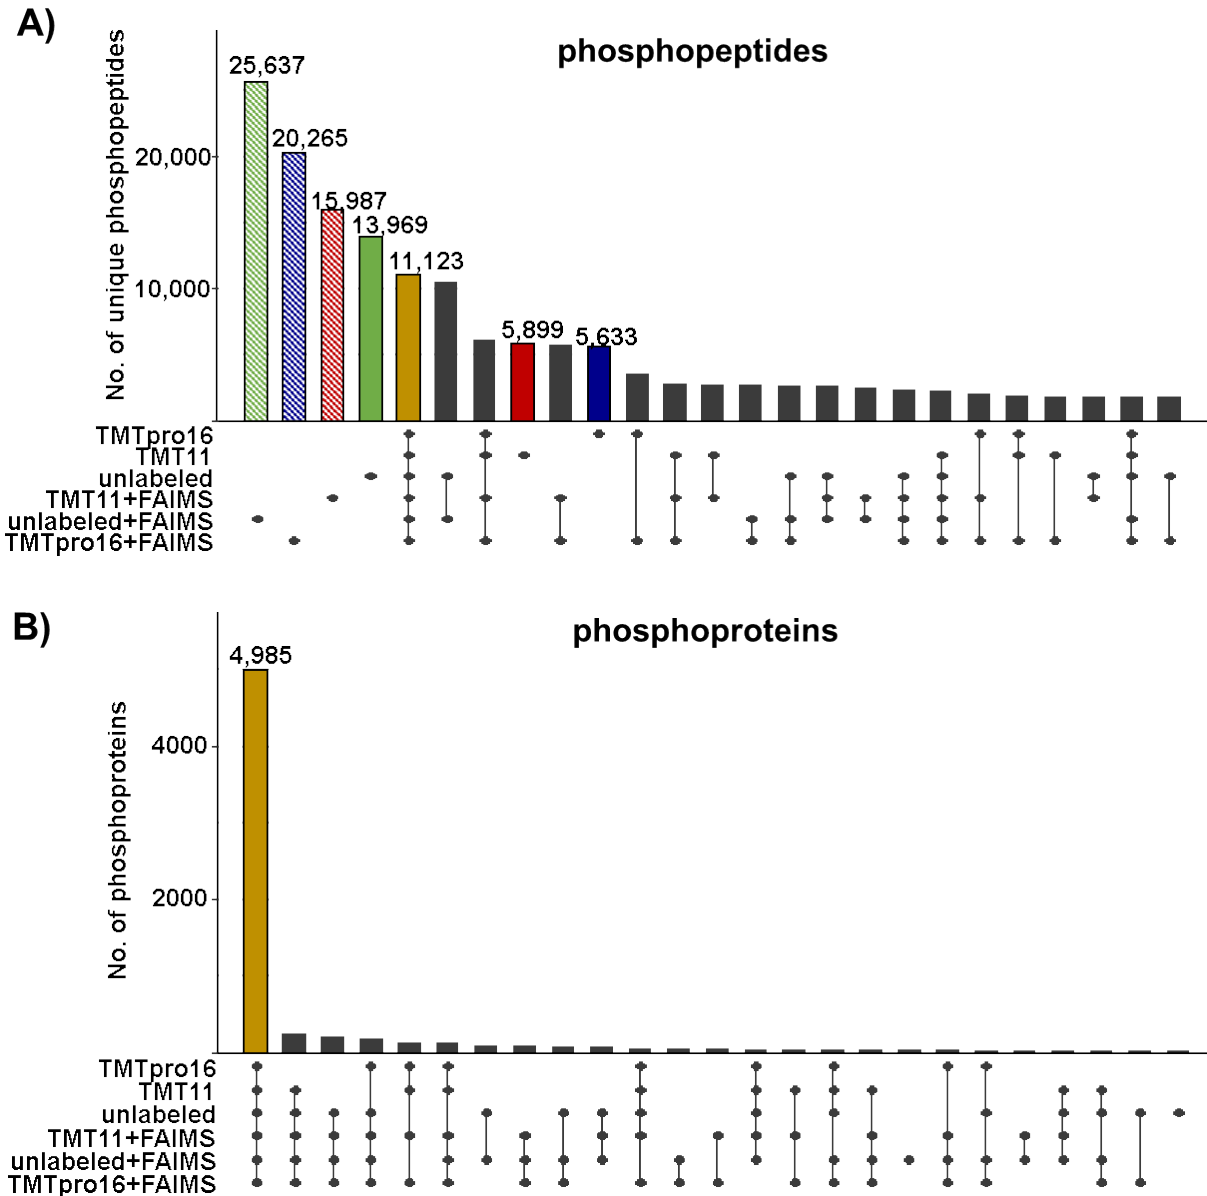 A)
phosphopeptides
No. of unique phosphopeptides
25,637
20,265
15,987
13,969
11,123
5,899
5,633
20,000
10,000
TMTpro16
TMT11
unlabeled
TMT11+FAIMS
unlabeled+FAIMS
TMTpro16+FAIMS
B)
phosphoproteins
No. of phosphoproteins
4,985
4000
2000
TMTpro16
TMT11
unlabeled
TMT11+FAIMS
unlabeled+FAIMS
TMTpro16+FAIMS